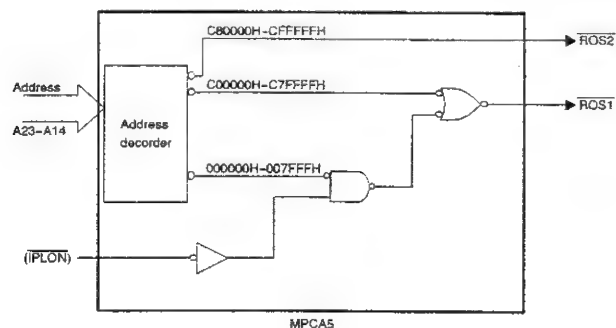 C80000H-CFFFFFH
ROS2
C00000H-C7FFFFH
Address
ROS1
A23-A14
Address
decorder
000000H-007FFFH
(IPLON)
MPCA5